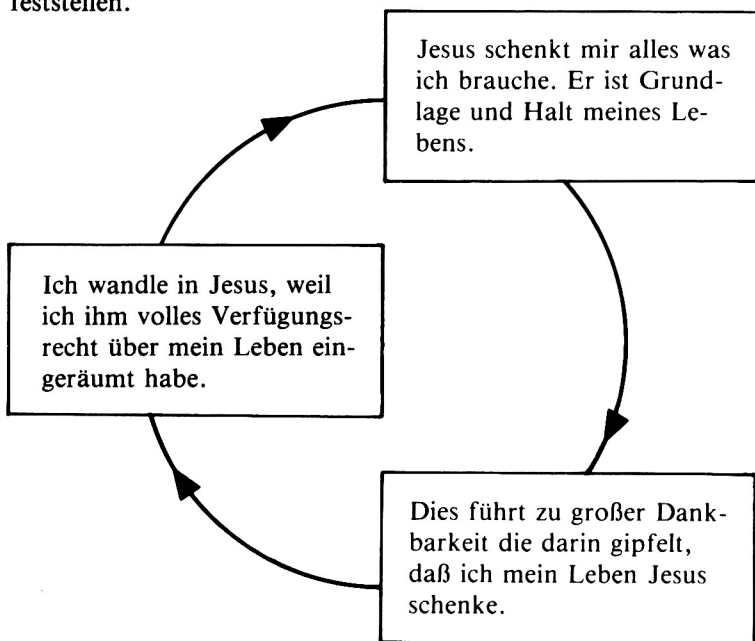 feststellen.
Jesus schenkt mir alles was
ich brauche. Er ist Grund-
lage und Halt meines Le-
bens.
Ich wandle in Jesus, weil
ich ihm volles Verfügungs-
recht über mein Leben ein-
geräumt habe.
Dies führt zu großer Dank-
barkeit die darin gipfelt,
daß ich mein Leben Jesus
schenke.